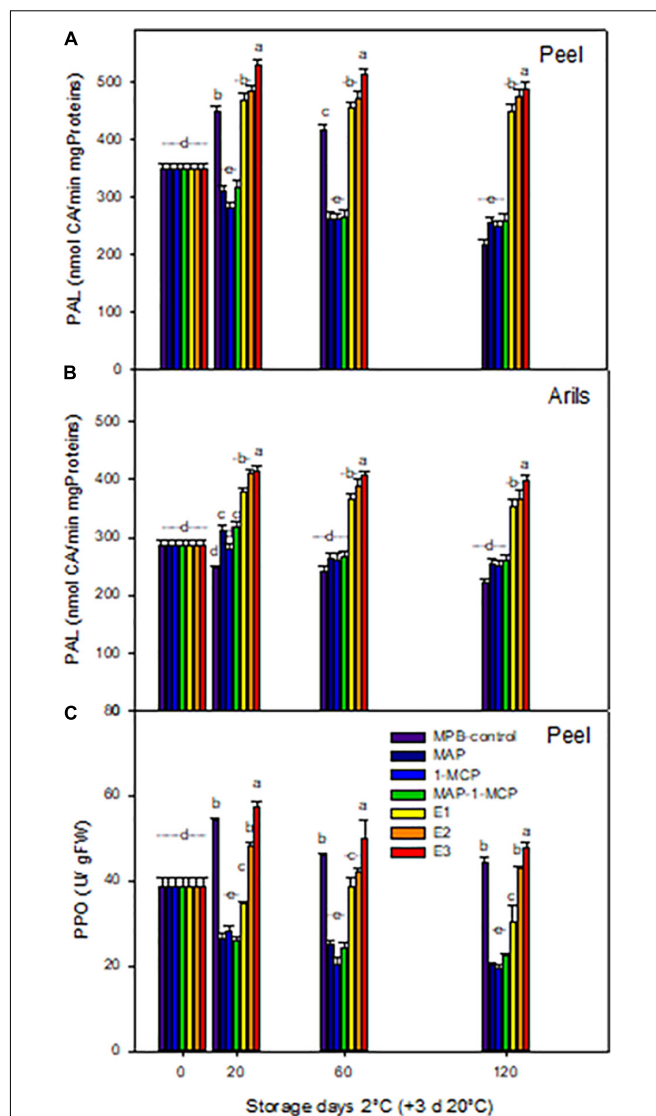 A
Peel
PAL (nmol CA/min mgProteins)
500
400
300
200
100
0
d
b
e
b
a
c
e
b
a
e
b
a
B
Arils
PAL (nmol CA/min mgProteins)
500
400
300
200
100
0
d
d
c
d
c
b
a
d
b
a
d
b
a
C
Peel
PPO (U/ gFW)
80
60
40
20
0
MPB-control
MAP
1-MCP
MAP-1-MCP
E1
E2
E3
d
b
e
c
b
a
b
e
c
a
b
e
c
b
a
0 20 60 120
Storage days 2°C (+3 d 20°C)